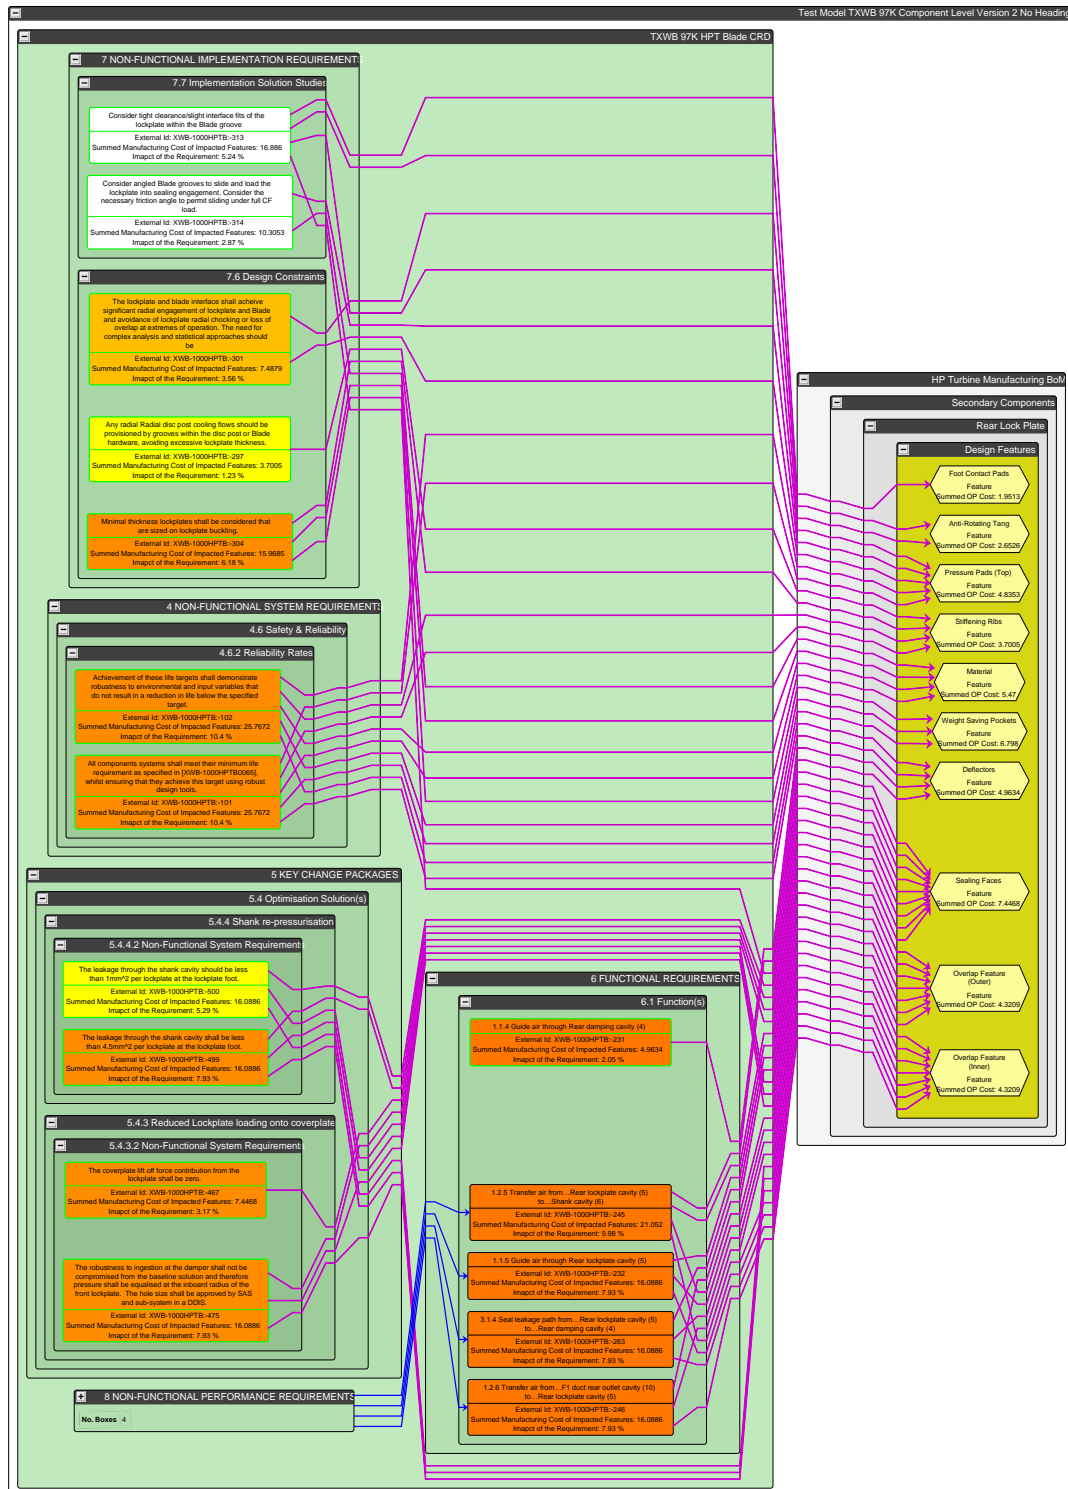 Test Model TXWB 97K Component Level Version 2 No Heading
TXWB 97K HPT Blade CRD
7 NON-FUNCTIONAL IMPLEMENTATION REQUIREMENTS
7.7 Implementation Solution Studies
Consider tight clearance/slight interface fits of the
lockplate within the Blade groove
External Id: XWB-1000HPTB:-313
Summed Manufacturing Cost of Impacted Features: 16.886
Imapct of the Requirement: 5.24 %
Consider angled Blade grooves to slide and load the
lockplate into sealing engagement. Consider the
necessary friction angle to permit sliding under full CF
load.
External Id: XWB-1000HPTB:-314
Summed Manufacturing Cost of Impacted Features: 10.3053
Imapct of the Requirement: 2.87 %
7.6 Design Constraints
The lockplate and blade interface shall acheive
significant radial engagement of lockplate and Blade
and avoidance of lockplate radial chocking or loss of
overlap at extremes of operation. The need for
complex analysis and statistical approaches should
be
External Id: XWB-1000HPTB:-301
Summed Manufacturing Cost of Impacted Features: 7.4879
Imapct of the Requirement: 3.56 %
Any radial Radial disc post cooling flows should be
provisioned by grooves within the disc post or Blade
hardware, avoiding excessive lockplate thickness.
External Id: XWB-1000HPTB:-297
Summed Manufacturing Cost of Impacted Features: 3.7005
Imapct of the Requirement: 1.23 %
Minimal thickness lockplates shall be considered that
are sized on lockplate buckling.
External Id: XWB-1000HPTB:-304
Summed Manufacturing Cost of Impacted Features: 15.9685
Imapct of the Requirement: 6.18 %
4 NON-FUNCTIONAL SYSTEM REQUIREMENTS
4.6 Safety & Reliability
4.6.2 Reliability Rates
Achievement of these life targets shall demonstrate
robustness to environmental and input variables that
do not result in a reduction in life below the specified
target.
External Id: XWB-1000HPTB:-102
Summed Manufacturing Cost of Impacted Features: 25.7672
Imapct of the Requirement: 10.4 %
All components systems shall meet their minimum life
requirement as specified in [XWB-1000HPTB0065],
whilst ensuring that they achieve this target using robust
design tools.
External Id: XWB-1000HPTB:-101
Summed Manufacturing Cost of Impacted Features: 25.7672
Imapct of the Requirement: 10.4 %
5 KEY CHANGE PACKAGES
5.4 Optimisation Solution(s)
5.4.4 Shank re-pressurisation
5.4.4.2 Non-Functional System Requirements
The leakage through the shank cavity should be less
than 1mm^2 per lockplate at the lockplate foot.
External Id: XWB-1000HPTB:-500
Summed Manufacturing Cost of Impacted Features: 16.0886
Imapct of the Requirement: 5.29 %
The leakage through the shank cavity shall be less
than 4.5mm^2 per lockplate at the lockplate foot.
External Id: XWB-1000HPTB:-499
Summed Manufacturing Cost of Impacted Features: 16.0886
Imapct of the Requirement: 7.93 %
5.4.3 Reduced Lockplate loading onto coverplate
5.4.3.2 Non-Functional System Requirements
The coverplate lift off force contribution from the
lockplate shall be zero.
External Id: XWB-1000HPTB:-467
Summed Manufacturing Cost of Impacted Features: 7.4468
Imapct of the Requirement: 3.17 %
The robustness to ingestion at the damper shall not be
compromised from the baseline solution and therefore
pressure shall be equalised at the inboard radius of the
front lockplate. The hole size shall be approved by SAS
and sub-system in a DDIS.
External Id: XWB-1000HPTB:-475
Summed Manufacturing Cost of Impacted Features: 16.0886
Imapct of the Requirement: 7.93 %
8 NON-FUNCTIONAL PERFORMANCE REQUIREMENTS
No. Boxes 4
6 FUNCTIONAL REQUIREMENTS
6.1 Function(s)
1.1.4 Guide air through Rear damping cavity (4)
External Id: XWB-1000HPTB:-231
Summed Manufacturing Cost of Impacted Features: 4.9634
Imapct of the Requirement: 2.05 %
1.2.5 Transfer air from...Rear lockplate cavity (5)
to...Shank cavity (6)
External Id: XWB-1000HPTB:-245
Summed Manufacturing Cost of Impacted Features: 21.052
Imapct of the Requirement: 9.98 %
1.1.5 Guide air through Rear lockplate cavity (5)
External Id: XWB-1000HPTB:-232
Summed Manufacturing Cost of Impacted Features: 16.0886
Imapct of the Requirement: 7.93 %
3.1.4 Seal leakage path from...Rear lockplate cavity (5)
to...Rear damping cavity (4)
External Id: XWB-1000HPTB:-263
Summed Manufacturing Cost of Impacted Features: 16.0886
Imapct of the Requirement: 7.93 %
1.2.6 Transfer air from...F1 duct rear outlet cavity (10)
to...Rear lockplate cavity (5)
External Id: XWB-1000HPTB:-246
Summed Manufacturing Cost of Impacted Features: 16.0886
Imapct of the Requirement: 7.93 %
HP Turbine Manufacturing BoM
Secondary Components
Rear Lock Plate
Design Features
Foot Contact Pads
Feature
Summed OP Cost: 1.9513
Anti-Rotating Tang
Feature
Summed OP Cost: 2.6526
Pressure Pads (Top)
Feature
Summed OP Cost: 4.8353
Stiffening Ribs
Feature
Summed OP Cost: 3.7005
Material
Feature
Summed OP Cost: 5.47
Weight Saving Pockets
Feature
Summed OP Cost: 6.798
Deflectors
Feature
Summed OP Cost: 4.9634
Sealing Faces
Feature
Summed OP Cost: 7.4468
Overlap Feature
(Outer)
Feature
Summed OP Cost: 4.3209
Overlap Feature
(Inner)
Feature
Summed OP Cost: 4.3209